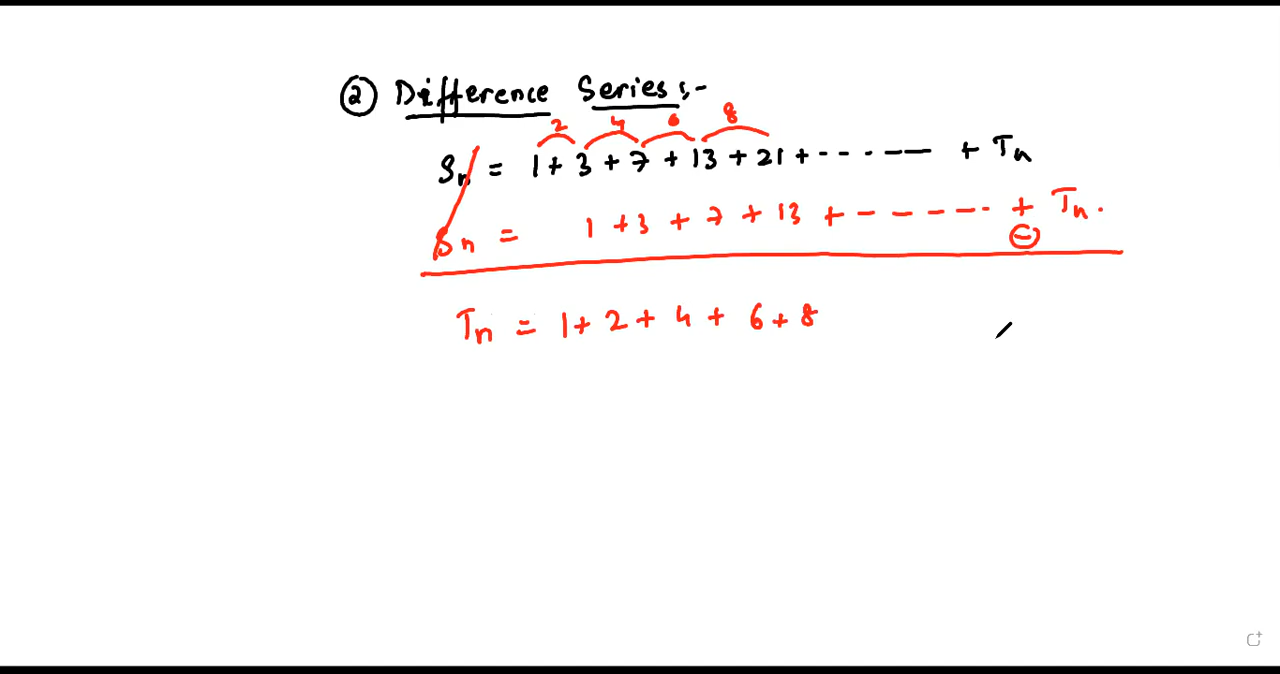 ② Difference Series :-
2 4 6 8
Sn = 1 + 3 + 7 + 13 + 21 + ------ + Tn
Sn = 1 + 3 + 7 + 13 + ------ + Tn.
⊖
Tn = 1 + 2 + 4 + 6 + 8